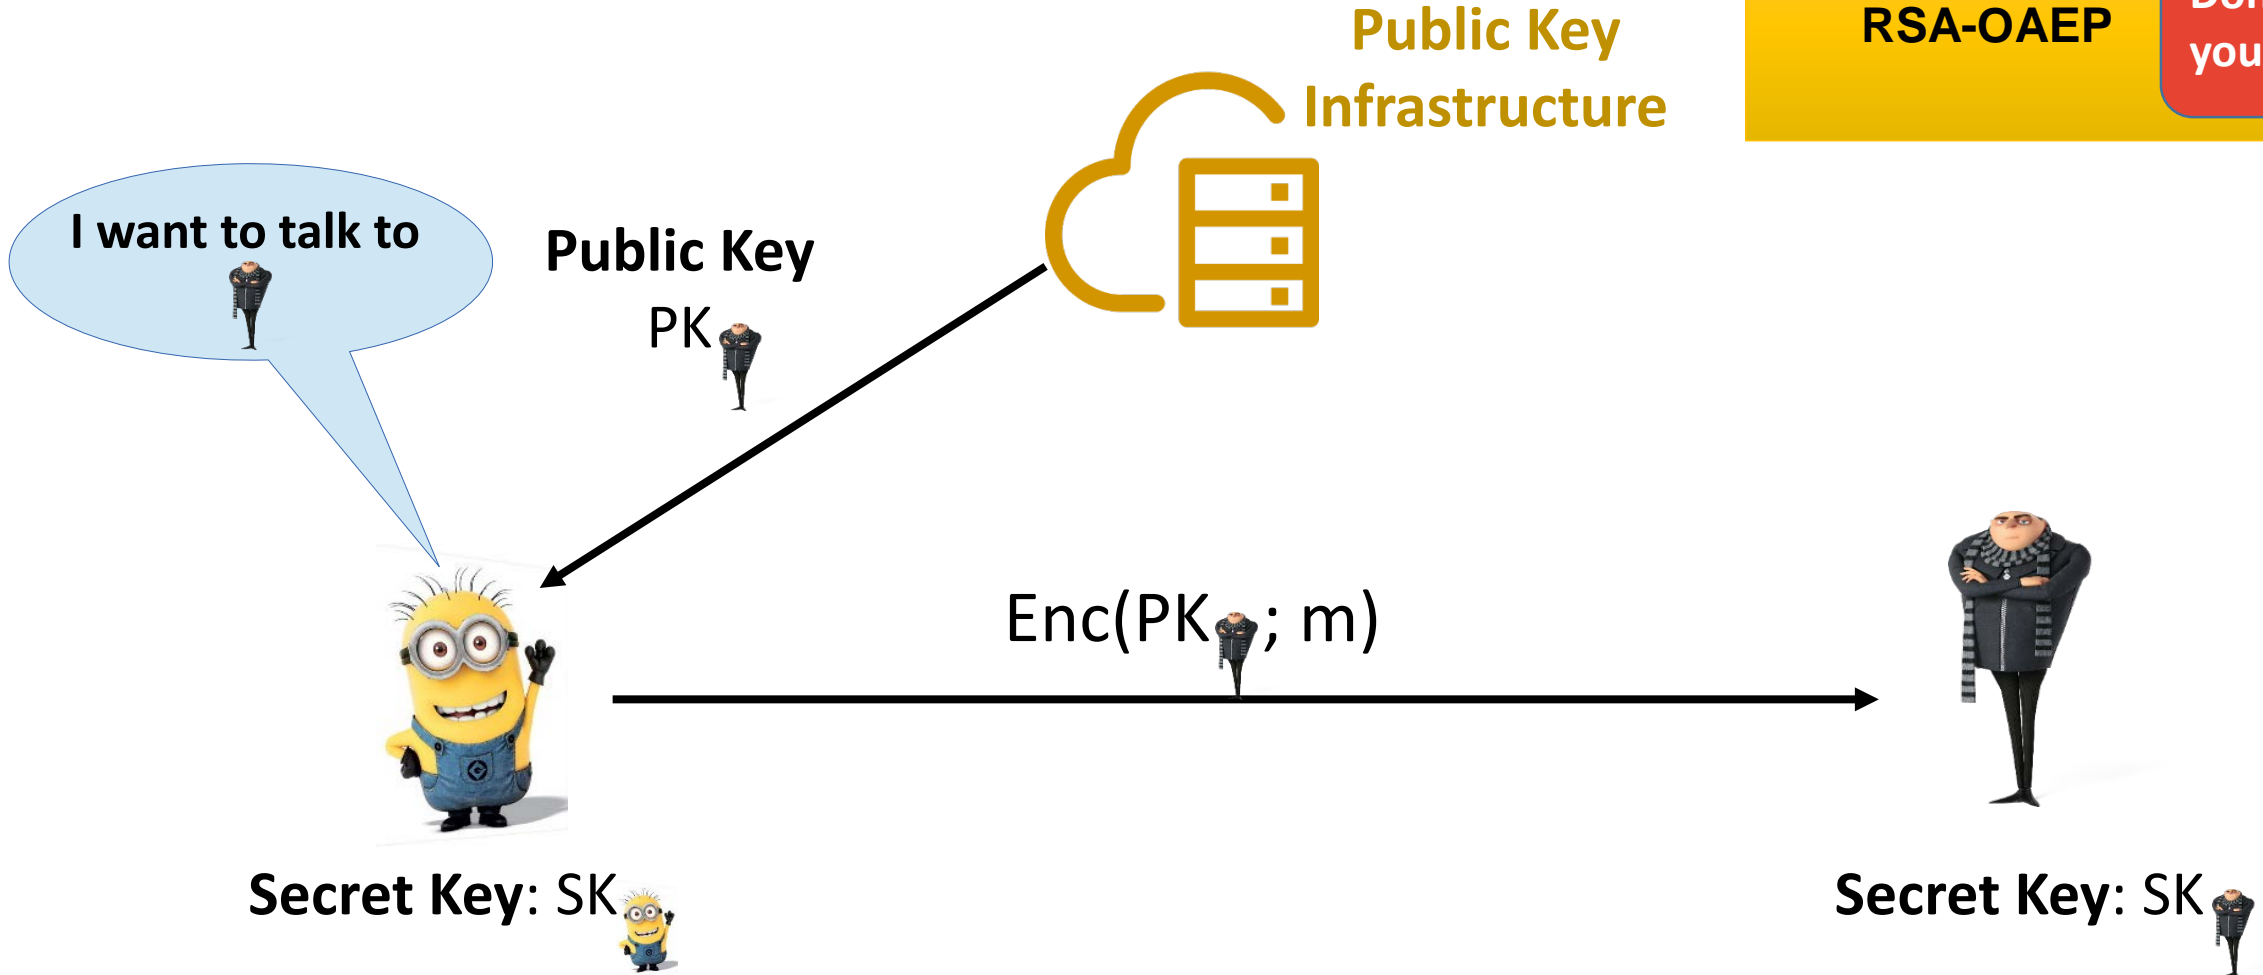 Public Key
Infrastructure
RSA-OAEP
you
I want to talk to
Public Key
PK
Enc(PK ; m)
Secret Key: SK
Secret Key: SK